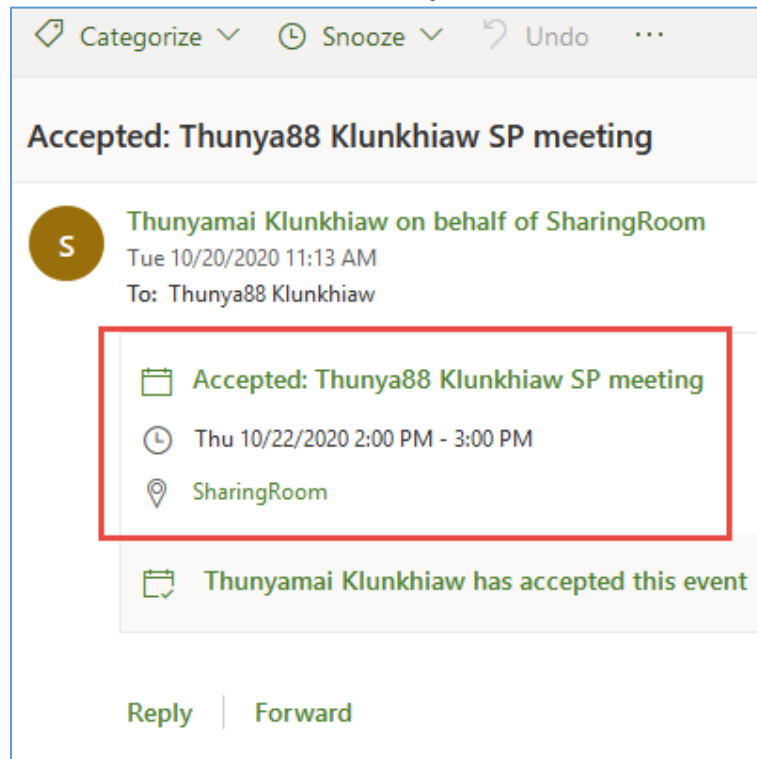 Categorize Snooze Undo ...
Accepted: Thunya88 Klunkhiaw SP meeting
S
Thunyamai Klunkhiaw on behalf of SharingRoom
Tue 10/20/2020 11:13 AM
To: Thunya88 Klunkhiaw
Accepted: Thunya88 Klunkhiaw SP meeting
Thu 10/22/2020 2:00 PM - 3:00 PM
SharingRoom
Thunyamai Klunkhiaw has accepted this event
Reply Forward